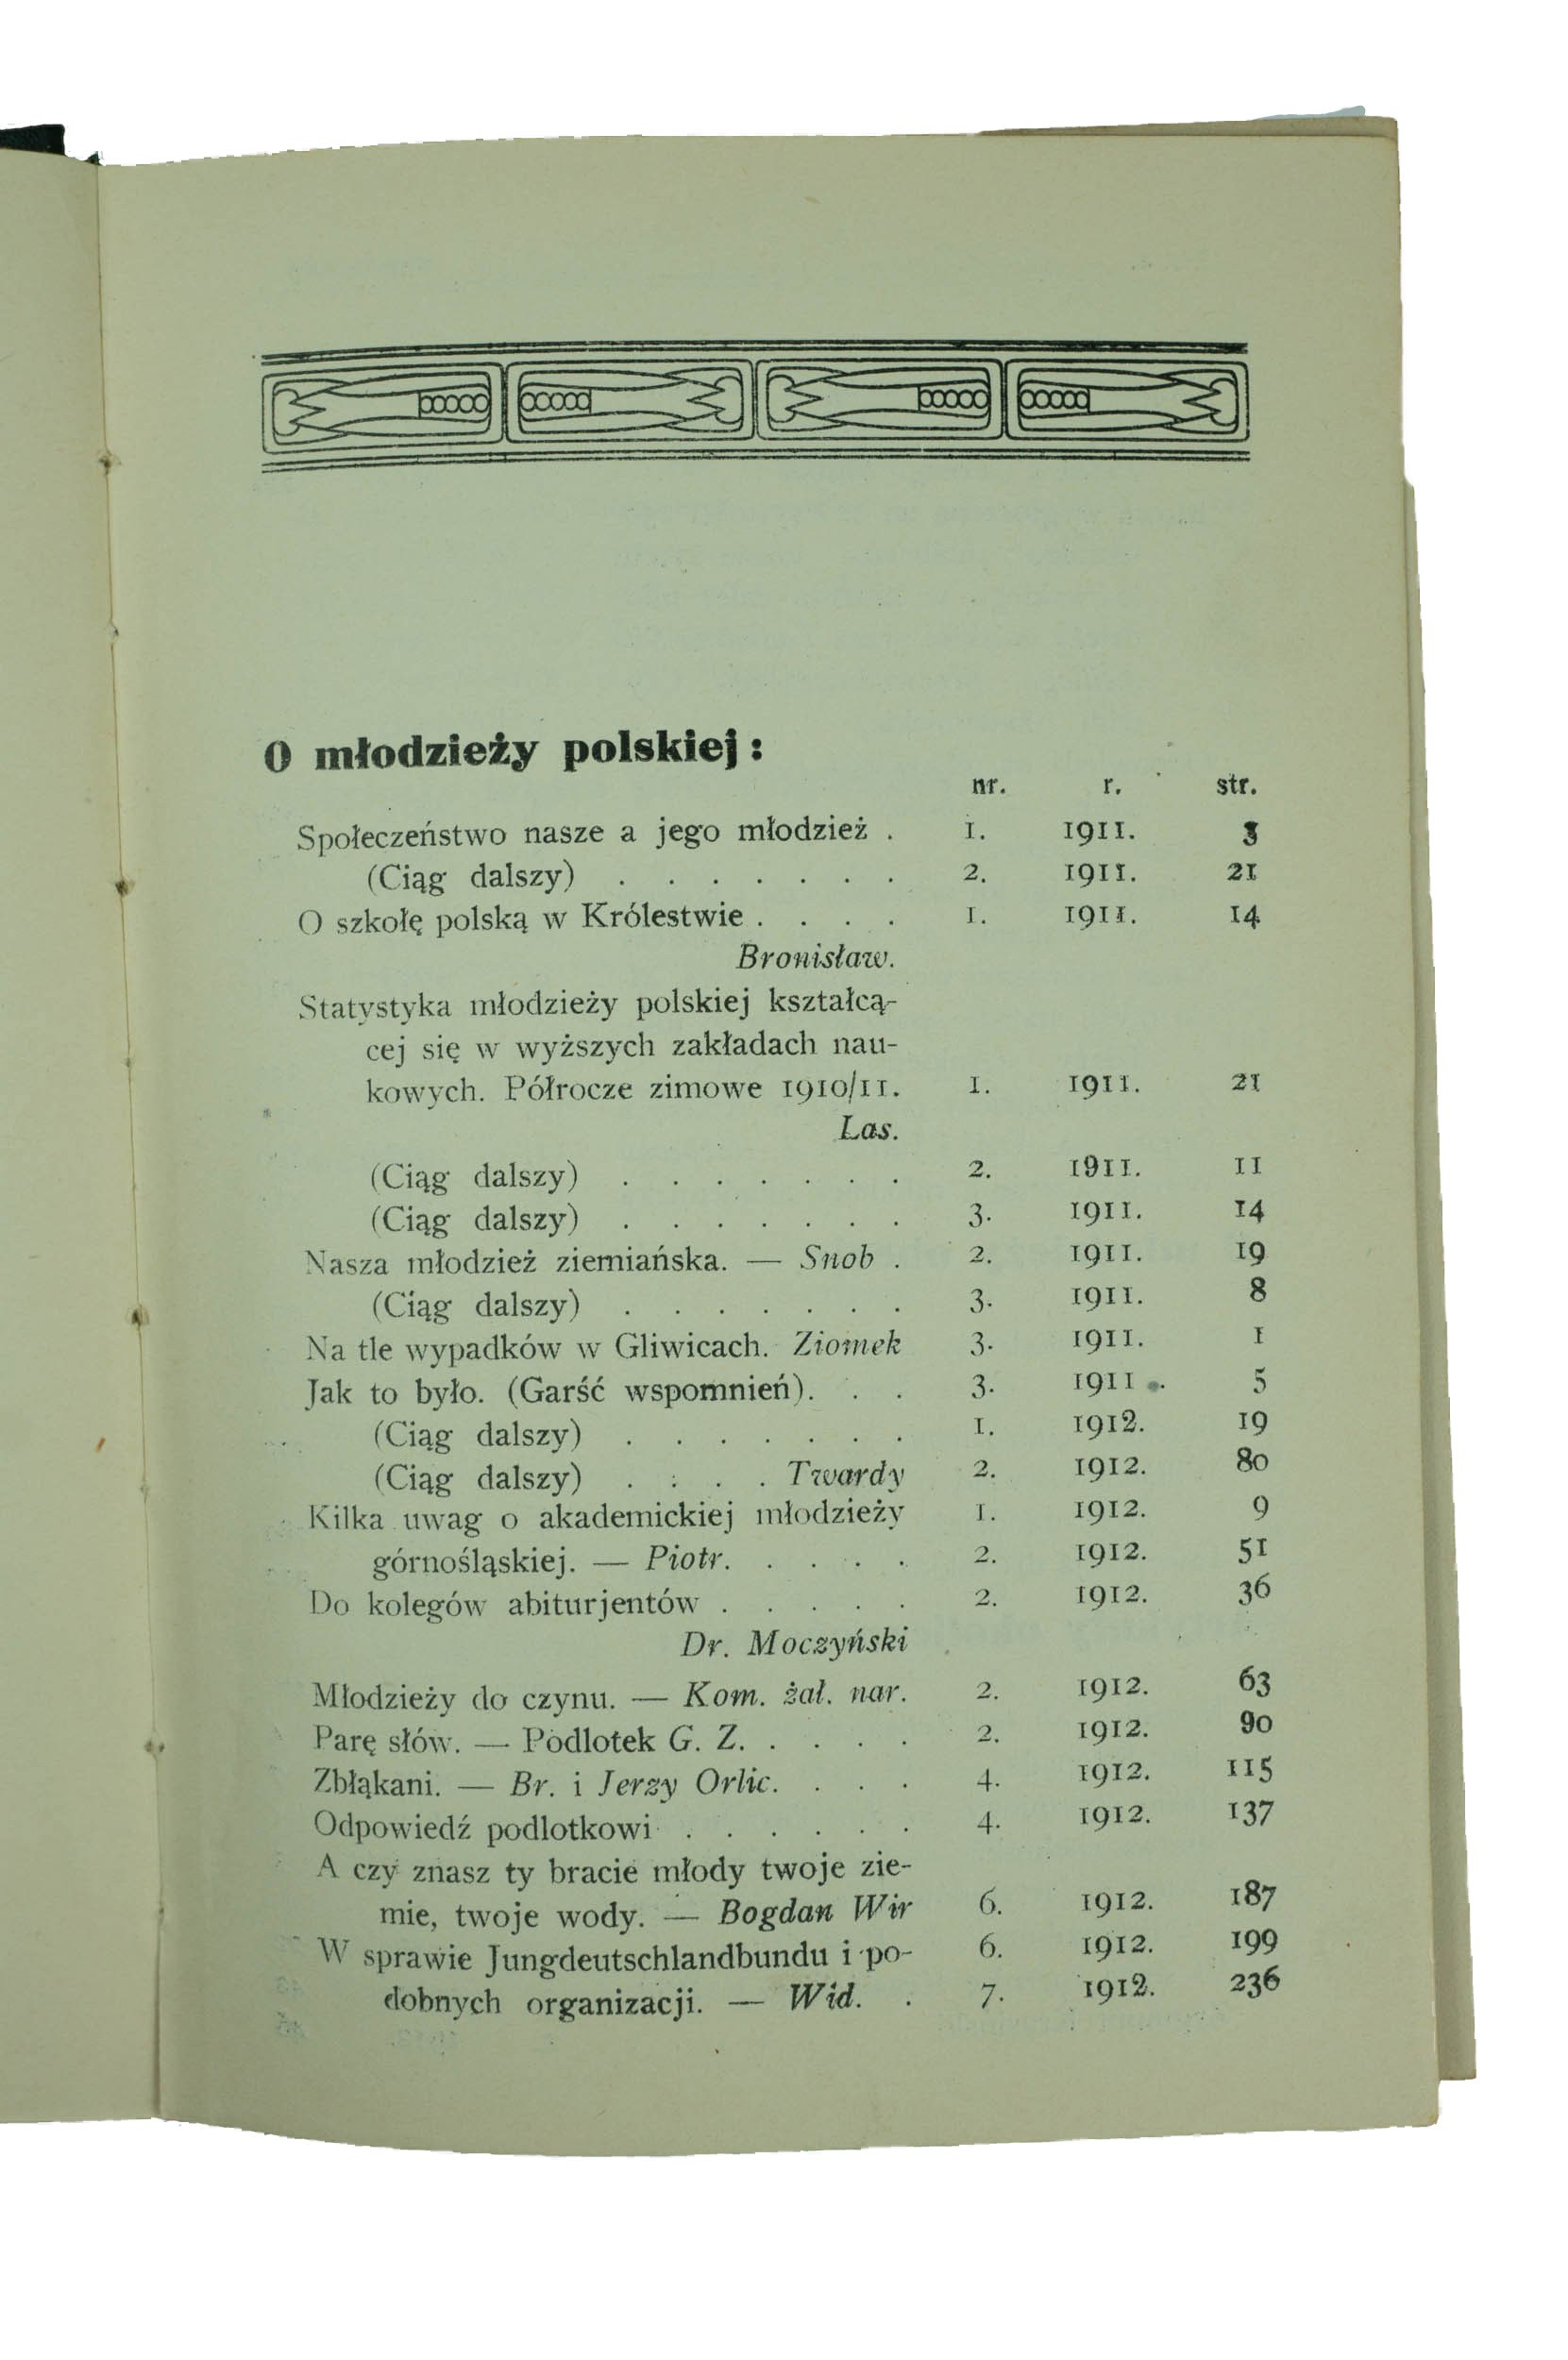 O młodzieży polskiej:
nr. r. str.
Społeczeństwo nasze a jego młodzież . 1. 1911. 3
(Ciąg dalszy) . . . . . . . 2. 1911. 21
O szkołę polską w Królestwie . . . . 1. 1911. 14
Bronisław.
Statystyka młodzieży polskiej kształcą-
cej się w wyższych zakładach nau-
kowych. Półrocze zimowe 1910/11. 1. 1911. 21
Las.
(Ciąg dalszy) . . . . . . . 2. 1911. 11
(Ciąg dalszy) . . . . . . . 3. 1911. 14
Nasza młodzież ziemiańska. — Snob . 2. 1911. 19
(Ciąg dalszy) . . . . . . . 3. 1911. 8
Na tle wypadków w Gliwicach. Ziomek 3. 1911. 1
Jak to było. (Garść wspomnień). . . 3. 1911 . 5
(Ciąg dalszy) . . . . . . . 1. 1912. 19
(Ciąg dalszy) . . . . Twardy 2. 1912. 80
Kilka uwag o akademickiej młodzieży 1. 1912. 9
górnośląskiej. — Piotr. . . . . 2. 1912. 51
Do kolegów abiturjentów . . . . . 2. 1912. 36
Dr. Moczyński
Młodzieży do czynu. — Kom. żał. nar. 2. 1912. 63
Parę słów. — Podlotek G. Z. . . . . 2. 1912. 90
Zbłąkani. — Br. i Jerzy Orlic. . . . 4. 1912. 115
Odpowiedź podlotkowi . . . . . . 4. 1912. 137
A czy znasz ty bracie młody twoje zie-
mie, twoje wody. — Bogdan Wir 6. 1912. 187
W sprawie Jungdeutschlandbundu i po- 6. 1912. 199
dobnych organizacji. — Wid. . 7. 1912. 236